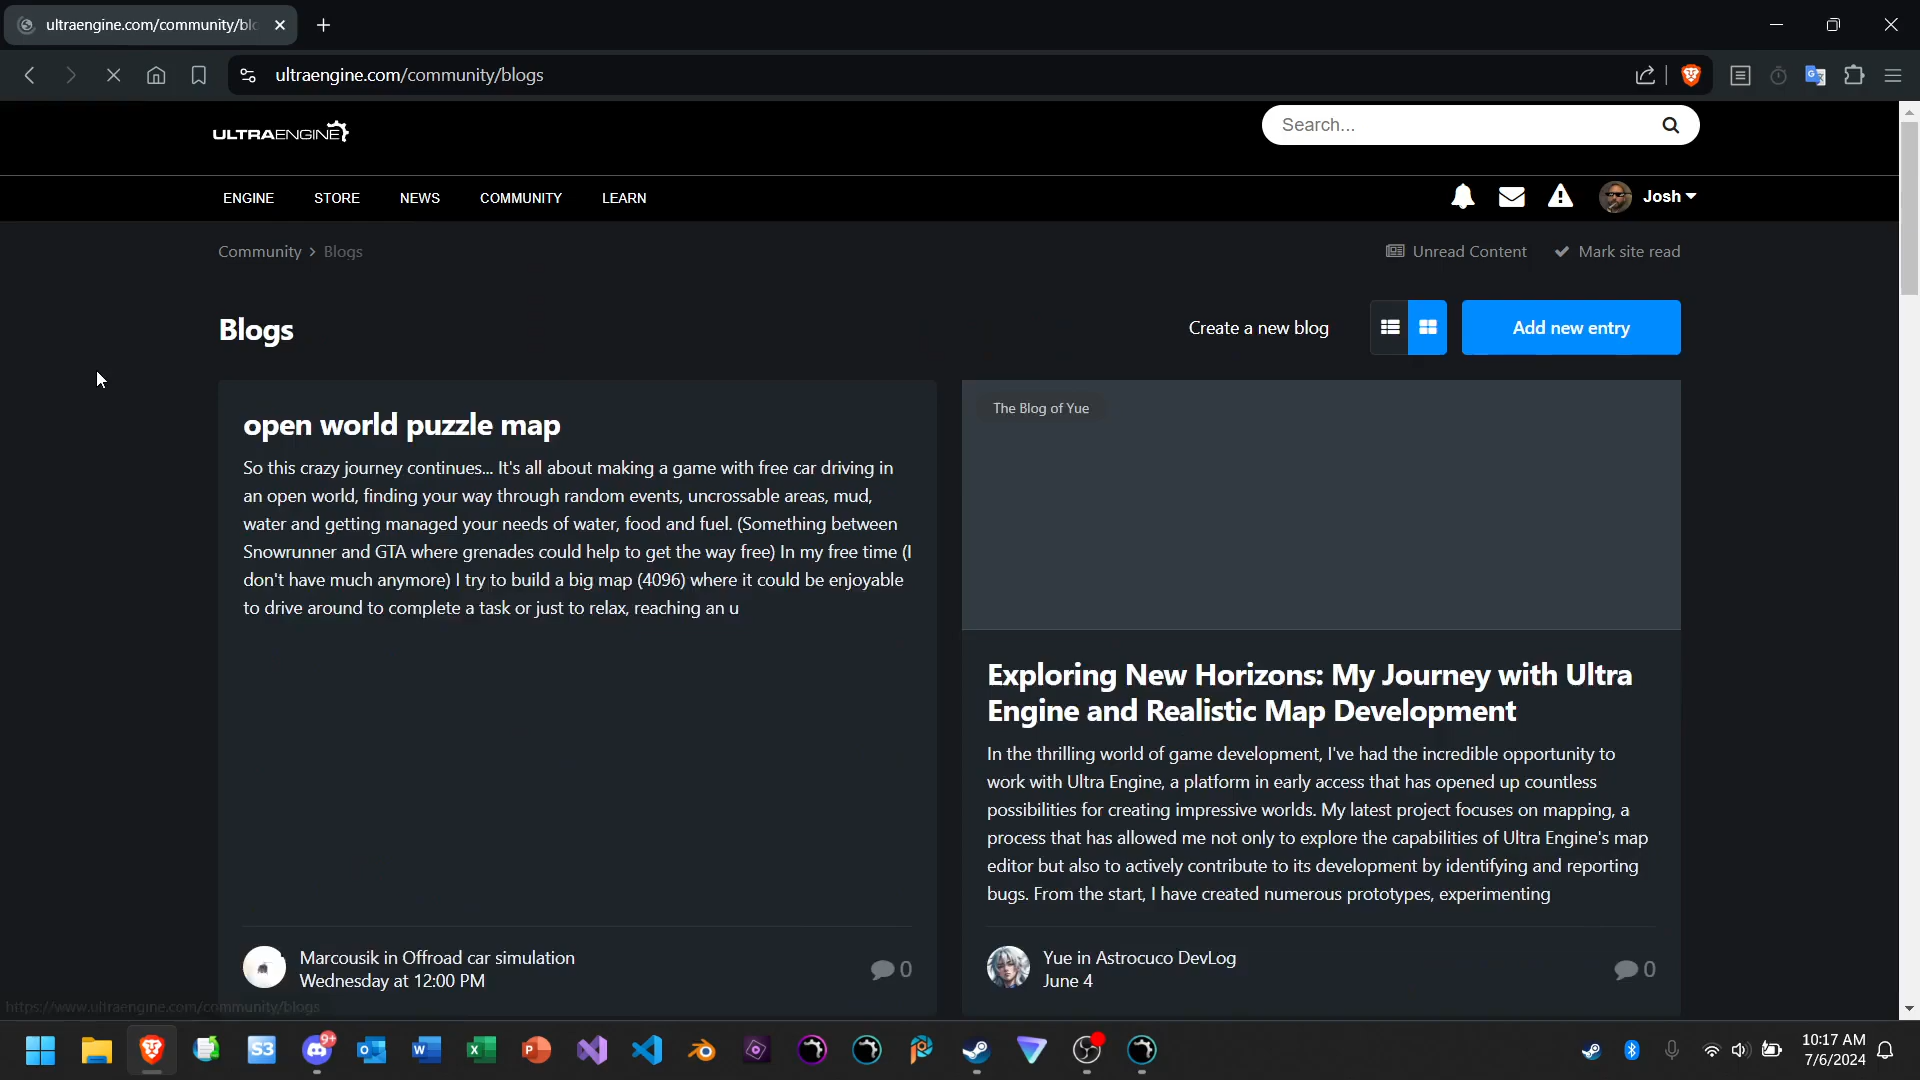 ultraengine.com/community/blo
ultraengine.com/community/blogs
ULTRAENGINE
Search...
ENGINE STORE NEWS COMMUNITY LEARN
Josh
Community > Blogs
Unread Content Mark site read
Blogs
Create a new blog
Add new entry
open world puzzle map
So this crazy journey continues... It's all about making a game with free car driving in
an open world, finding your way through random events, uncrossable areas, mud,
water and getting managed your needs of water, food and fuel. (Something between
Snowrunner and GTA where grenades could help to get the way free) In my free time (I
don't have much anymore) I try to build a big map (4096) where it could be enjoyable
to drive around to complete a task or just to relax, reaching an u
Marcousik in Offroad car simulation
Wednesday at 12:00 PM
0
The Blog of Yue
Exploring New Horizons: My Journey with Ultra
Engine and Realistic Map Development
In the thrilling world of game development, I've had the incredible opportunity to
work with Ultra Engine, a platform in early access that has opened up countless
possibilities for creating impressive worlds. My latest project focuses on mapping, a
process that has allowed me not only to explore the capabilities of Ultra Engine's map
editor but also to actively contribute to its development by identifying and reporting
bugs. From the start, I have created numerous prototypes, experimenting
Yue in Astrocuco DevLog
June 4
0
https://www.ultraengine.com/community/blogs
S3
9+
10:17 AM
7/6/2024